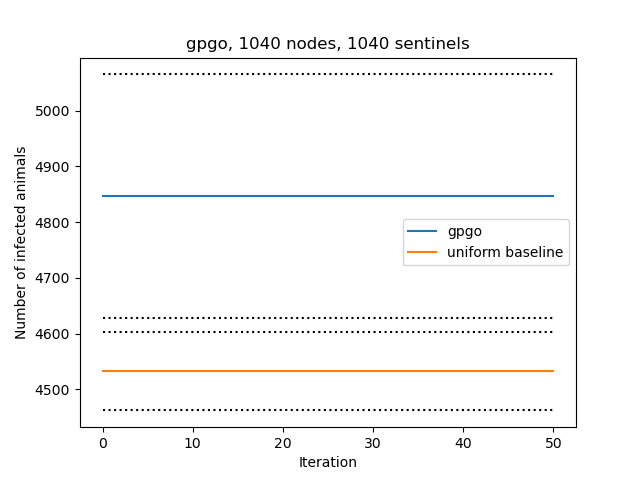 gpgo, 1040 nodes, 1040 sentinels
Number of infected animals
5000
4900
4800
4700
4600
4500
gpgo
uniform baseline
0
10
20
30
40
50
Iteration